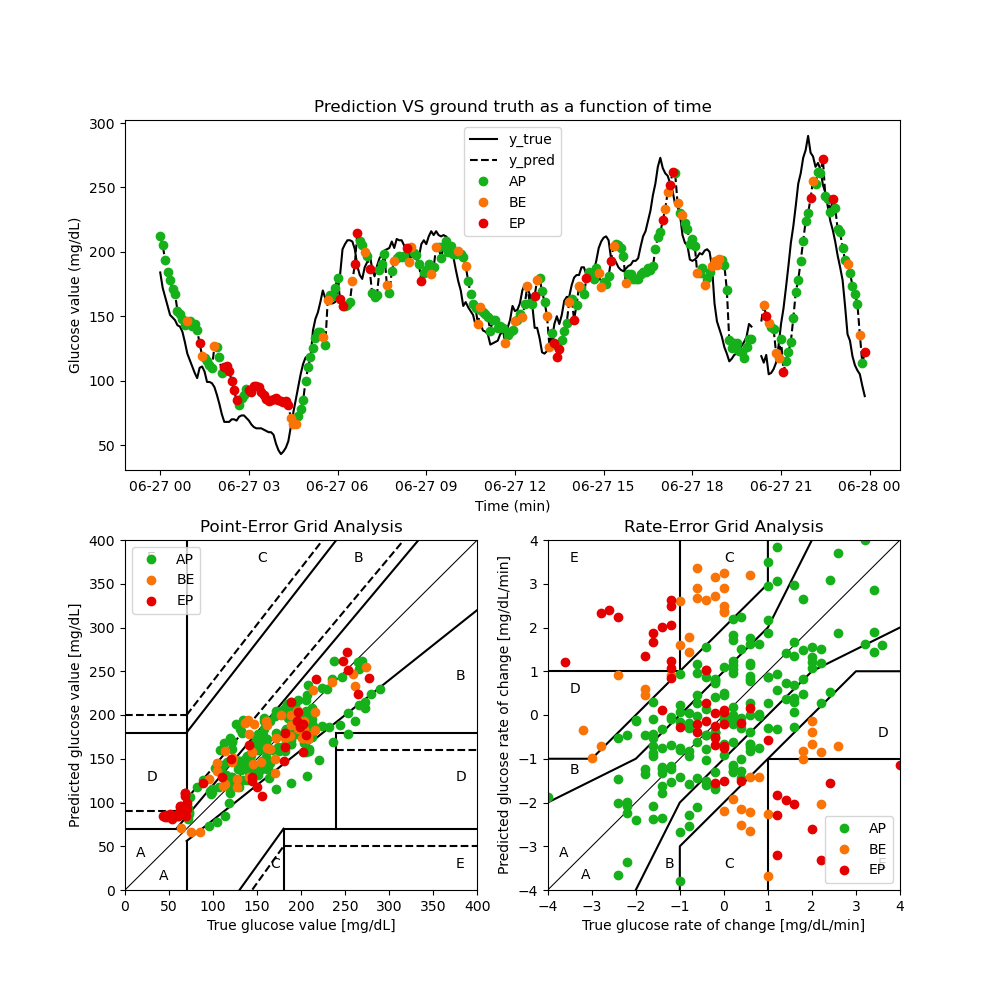 Prediction VS ground truth as a function of time
300
250
200
150
100
50
Glucose value (mg/dL)
y_true
y_pred
AP
BE
EP
06-27 00 06-27 03 06-27 06 06-27 09 06-27 12 06-27 15 06-27 18 06-27 21 06-28 00
Time (min)
Point-Error Grid Analysis
400
350
300
250
200
150
100
50
0
Predicted glucose value [mg/dL]
AP
BE
EP
C B
B
D D
A
A
C E
0 50 100 150 200 250 300 350 400
True glucose value [mg/dL]
Rate-Error Grid Analysis
4
3
2
1
0
−1
−2
−3
−4
Predicted glucose rate of change [mg/dL/min]
E C
D
D
B
A
A
B C
AP
BE
EP
−4 −3 −2 −1 0 1 2 3 4
True glucose rate of change [mg/dL/min]